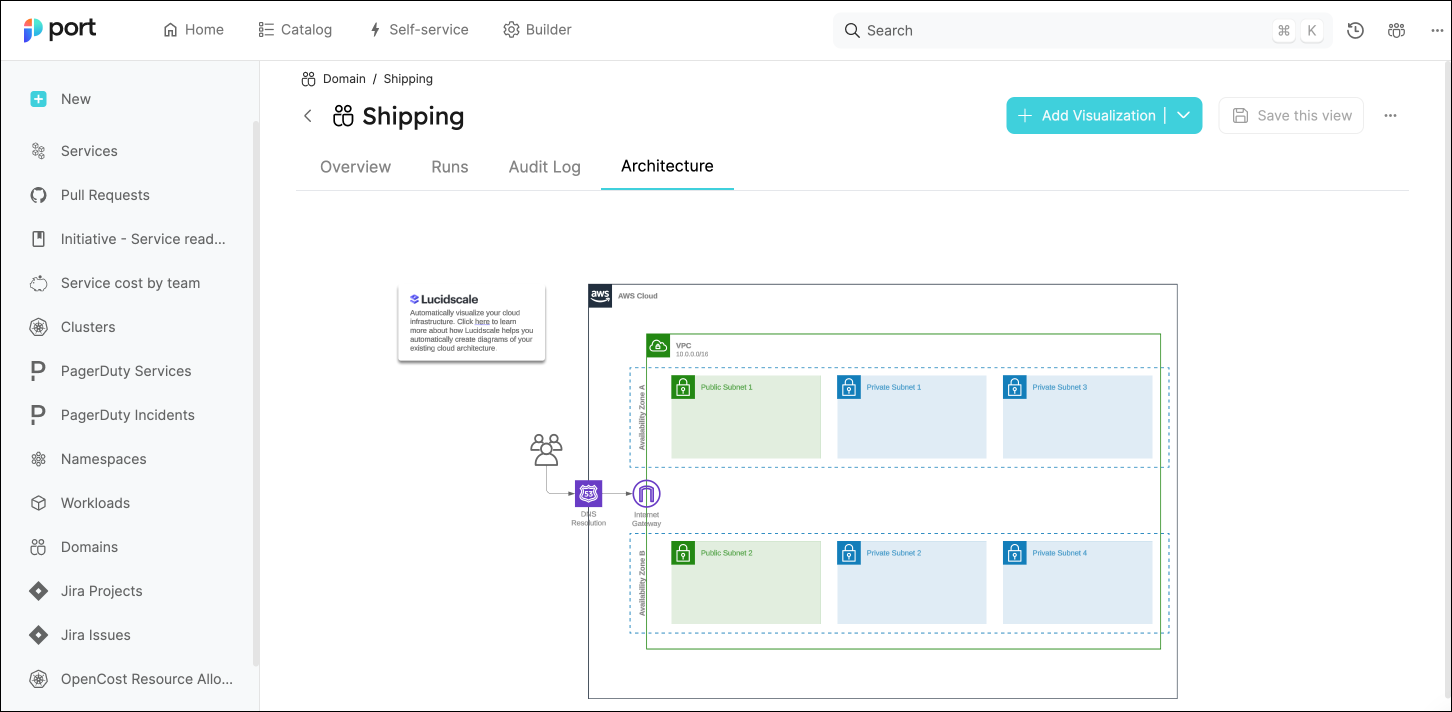 port
Home
Catalog
Self-service
Builder
Search
⌘
K
New
Services
Pull Requests
Initiative - Service read...
Service cost by team
Clusters
PagerDuty Services
PagerDuty Incidents
Namespaces
Workloads
Domains
Jira Projects
Jira Issues
OpenCost Resource Allo...
Domain / Shipping
Shipping
Add Visualization
Save this view
Overview
Runs
Audit Log
Architecture
Lucidscale
Automatically visualize your cloud
infrastructure. Click here to learn
more about how Lucidscale helps you
automatically create diagrams of your
existing cloud architecture.
aws
AWS Cloud
VPC
10.0.0.0/16
Availability Zone A
Public Subnet 1
Private Subnet 1
Private Subnet 3
53
DNS
Resolution
Internet
Gateway
Availability Zone B
Public Subnet 2
Private Subnet 2
Private Subnet 4